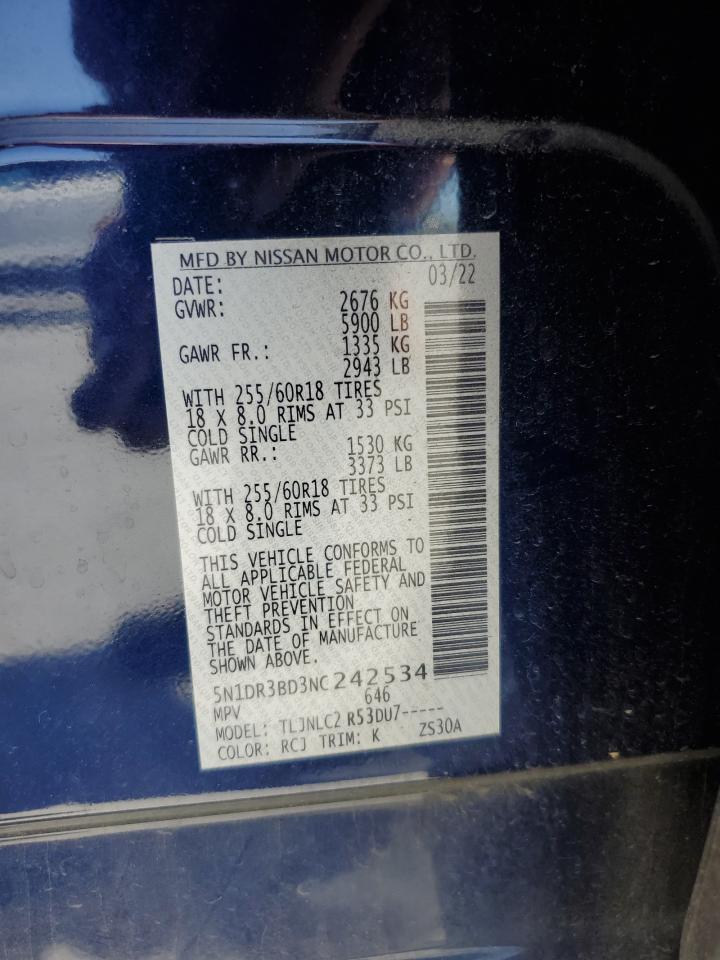 MFD BY NISSAN MOTOR CO., LTD.
DATE: 03/22
GVWR: 2676 KG
5900 LB
GAWR FR.: 1335 KG
2943 LB
WITH 255/60R18 TIRES
18 X 8.0 RIMS AT 33 PSI
COLD SINGLE
GAWR RR.: 1530 KG
3373 LB
WITH 255/60R18 TIRES
18 X 8.0 RIMS AT 33 PSI
COLD SINGLE
THIS VEHICLE CONFORMS TO
ALL APPLICABLE FEDERAL
MOTOR VEHICLE SAFETY AND
THEFT PREVENTION
STANDARDS IN EFFECT ON
THE DATE OF MANUFACTURE
SHOWN ABOVE.
5N1DR3BD3NC242534
MPV 646
MODEL: TLJNLC2 R53DU7-----
COLOR: RCJ TRIM: K ZS30A